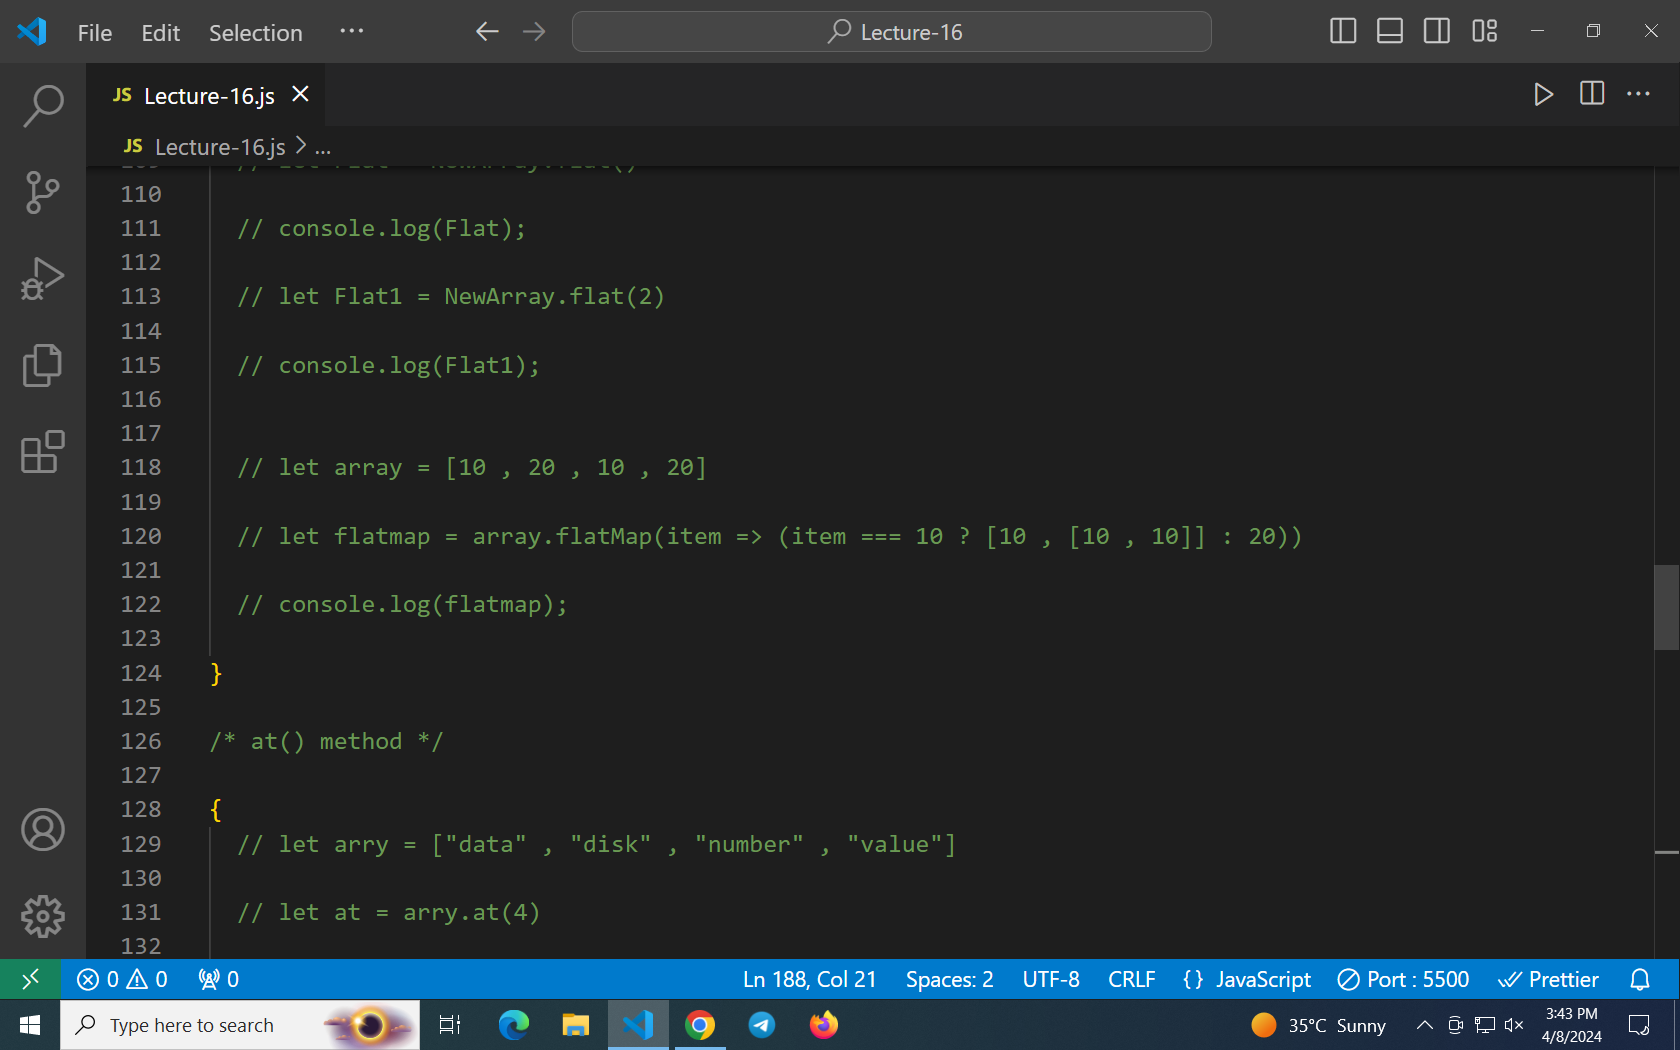 File Edit Selection ··· Lecture-16
JS Lecture-16.js
JS Lecture-16.js > ...
110
111 // console.log(Flat);
112
113 // let Flat1 = NewArray.flat(2)
114
115 // console.log(Flat1);
116
117
118 // let array = [10 , 20 , 10 , 20]
119
120 // let flatmap = array.flatMap(item => (item === 10 ? [10 , [10 , 10]] : 20))
121
122 // console.log(flatmap);
123
124 }
125
126 /* at() method */
127
128 {
129 // let arry = ["data" , "disk" , "number" , "value"]
130
131 // let at = arry.at(4)
132
0 0 0 Ln 188, Col 21 Spaces: 2 UTF-8 CRLF {} JavaScript Port : 5500 Prettier
Type here to search 35°C Sunny 3:43 PM
4/8/2024